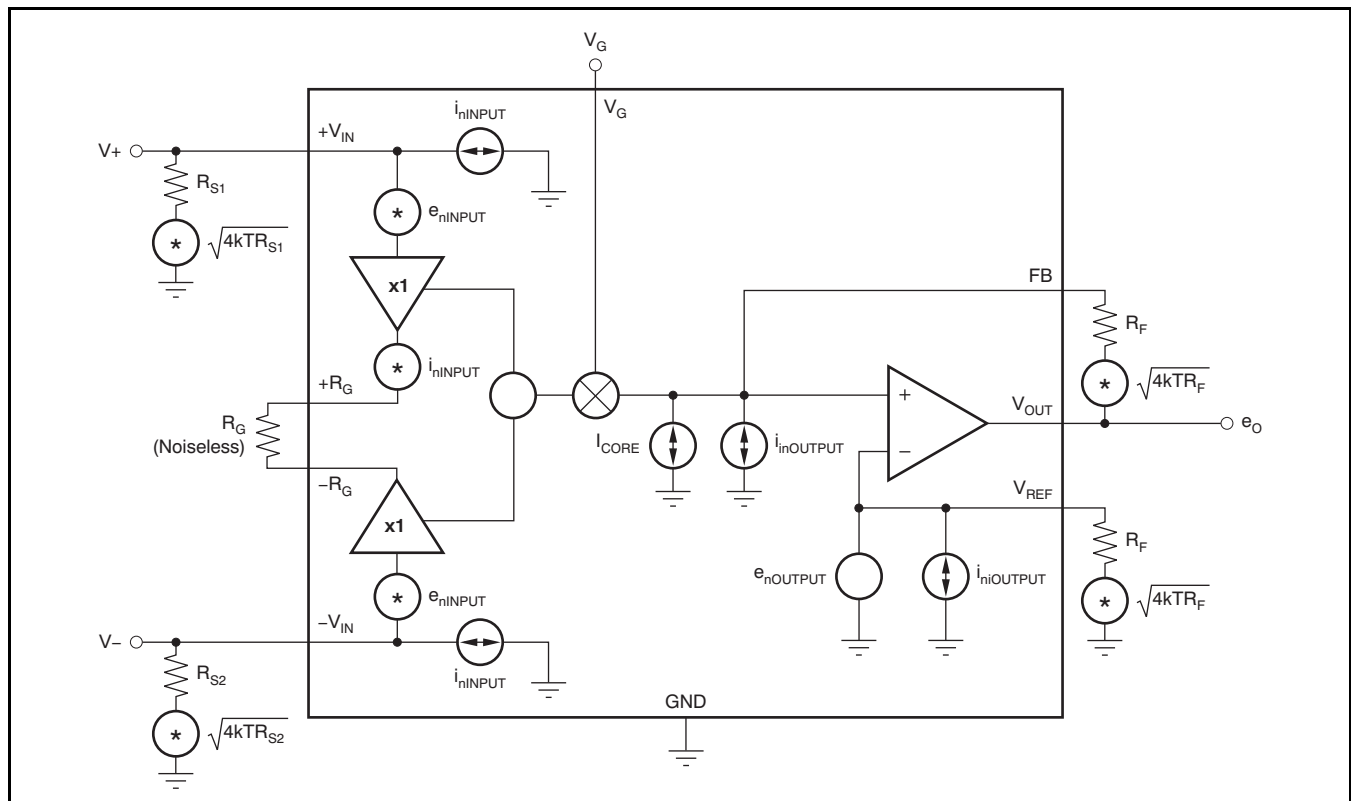 V_G
V_G
+V_IN
i_nINPUT
V+
R_S1
e_nINPUT
*
*
√4kTR_S1
x1
FB
R_F
*
i_nINPUT
+R_G
*
√4kTR_F
R_G
(Noiseless)
+
V_OUT
e_O
I_CORE
i_inOUTPUT
−
−R_G
V_REF
x1
R_F
e_nOUTPUT
i_niOUTPUT
*
e_nINPUT
*
√4kTR_F
−V_IN
V−
R_S2
i_nINPUT
GND
*
√4kTR_S2